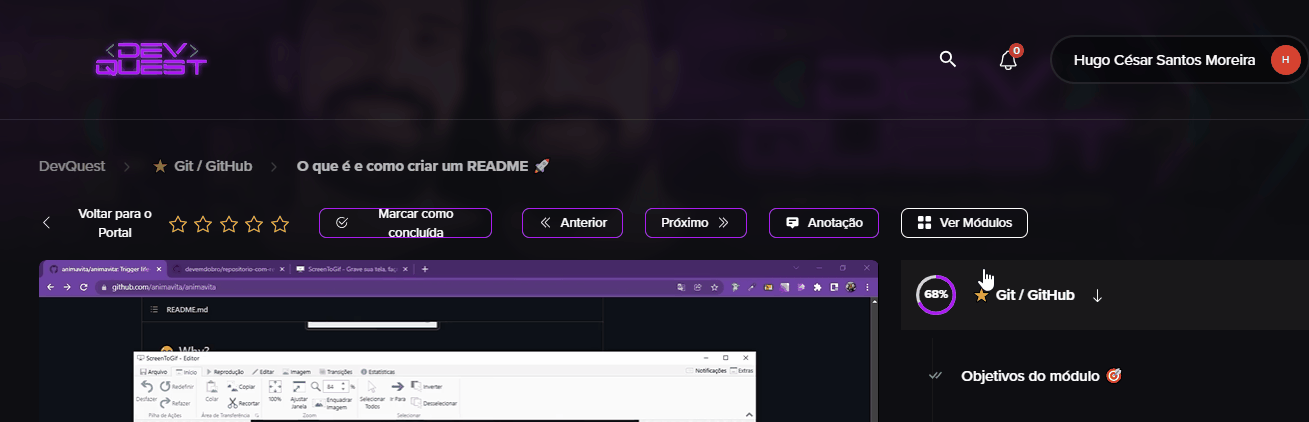 <DEV
QUEST>
0
Hugo César Santos Moreira
H
DevQuest
Git / GitHub
O que é e como criar um README
Voltar para o
Portal
Marcar como
concluída
Anterior
Próximo
Anotação
Ver Módulos
animavita/animavita: Trigger life
devemdobro/repositorio-com-r
ScreenToGif - Grave sua tela, faç
github.com/animavita/animavita
68%
Git / GitHub
README.md
Why?
ScreenToGif - Editor
Arquivo
Início
Reprodução
Editar
Imagem
Transições
Estatísticas
Notificações
Extras
Desfazer
Redefinir
Refazer
Colar
Copiar
Recortar
100%
Ajustar
Janela
84
%
Enquadrar
Imagem
Selecionar
Todos
Ir Para
Inverter
Desselecionar
Pilha de Ações
Área de Transferência
Zoom
Selecionar
Objetivos do módulo